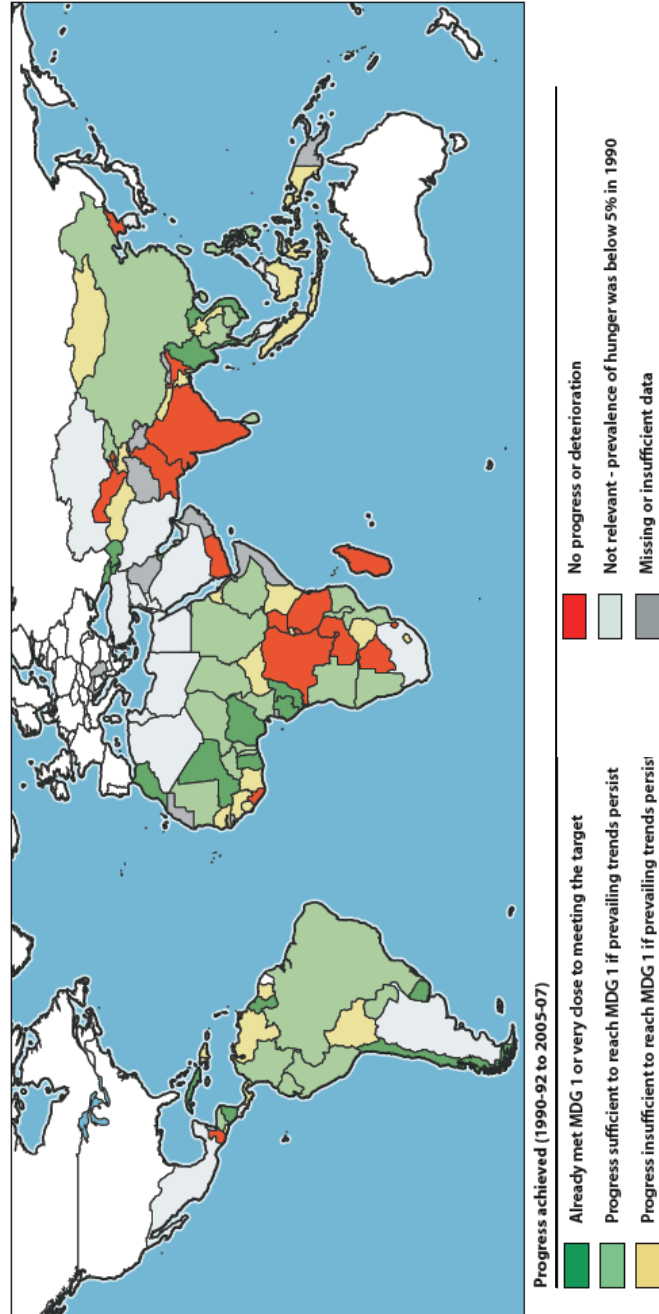 Progress achieved (1990-92 to 2005-07)
Already met MDG 1 or very close to meeting the target
Progress sufficient to reach MDG 1 if prevailing trends persist
Progress insufficient to reach MDG 1 if prevailing trends persist
No progress or deterioration
Not relevant - prevalence of hunger was below 5% in 1990
Missing or insufficient data